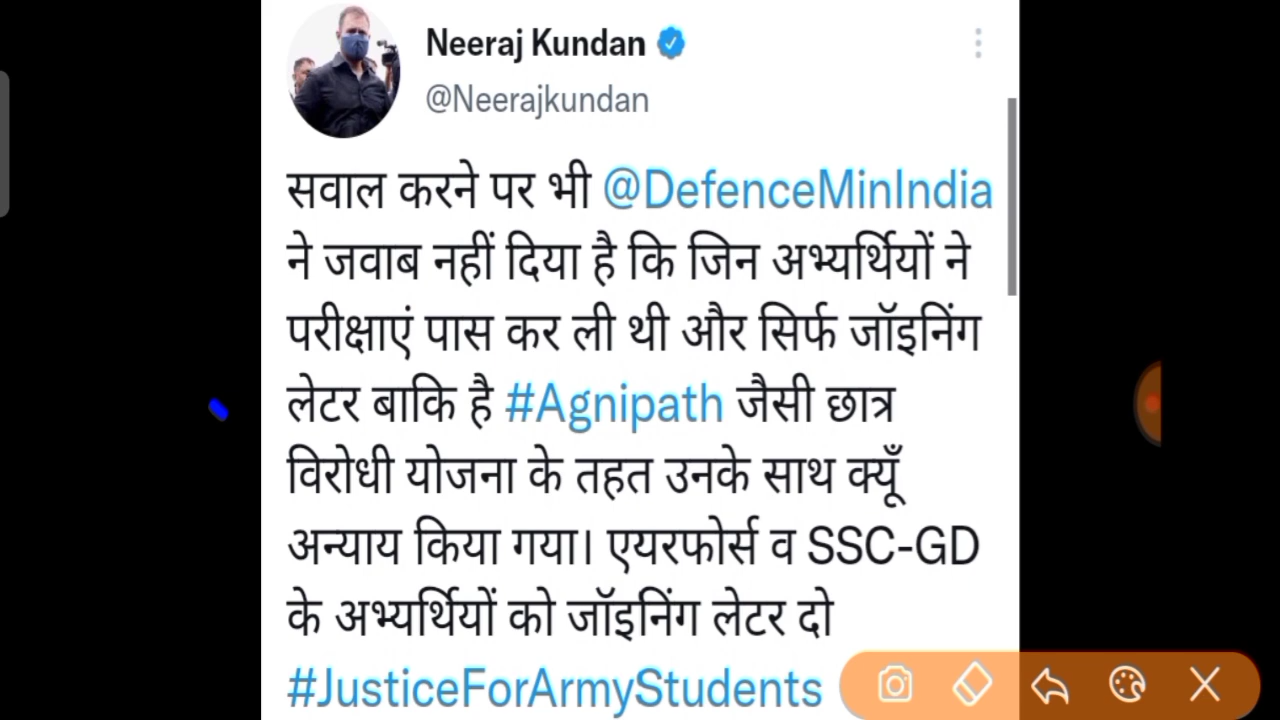 Neeraj Kundan
@Neerajkundan
सवाल करने पर भी @DefenceMinIndia
ने जवाब नहीं दिया है कि जिन अभ्यर्थियों ने
परीक्षाएं पास कर ली थी और सिर्फ जॉइनिंग
लेटर बाकि है #Agnipath जैसी छात्र
विरोधी योजना के तहत उनके साथ क्यूँ
अन्याय किया गया। एयरफोर्स व SSC-GD
के अभ्यर्थियों को जॉइनिंग लेटर दो
#JusticeForArmyStudents